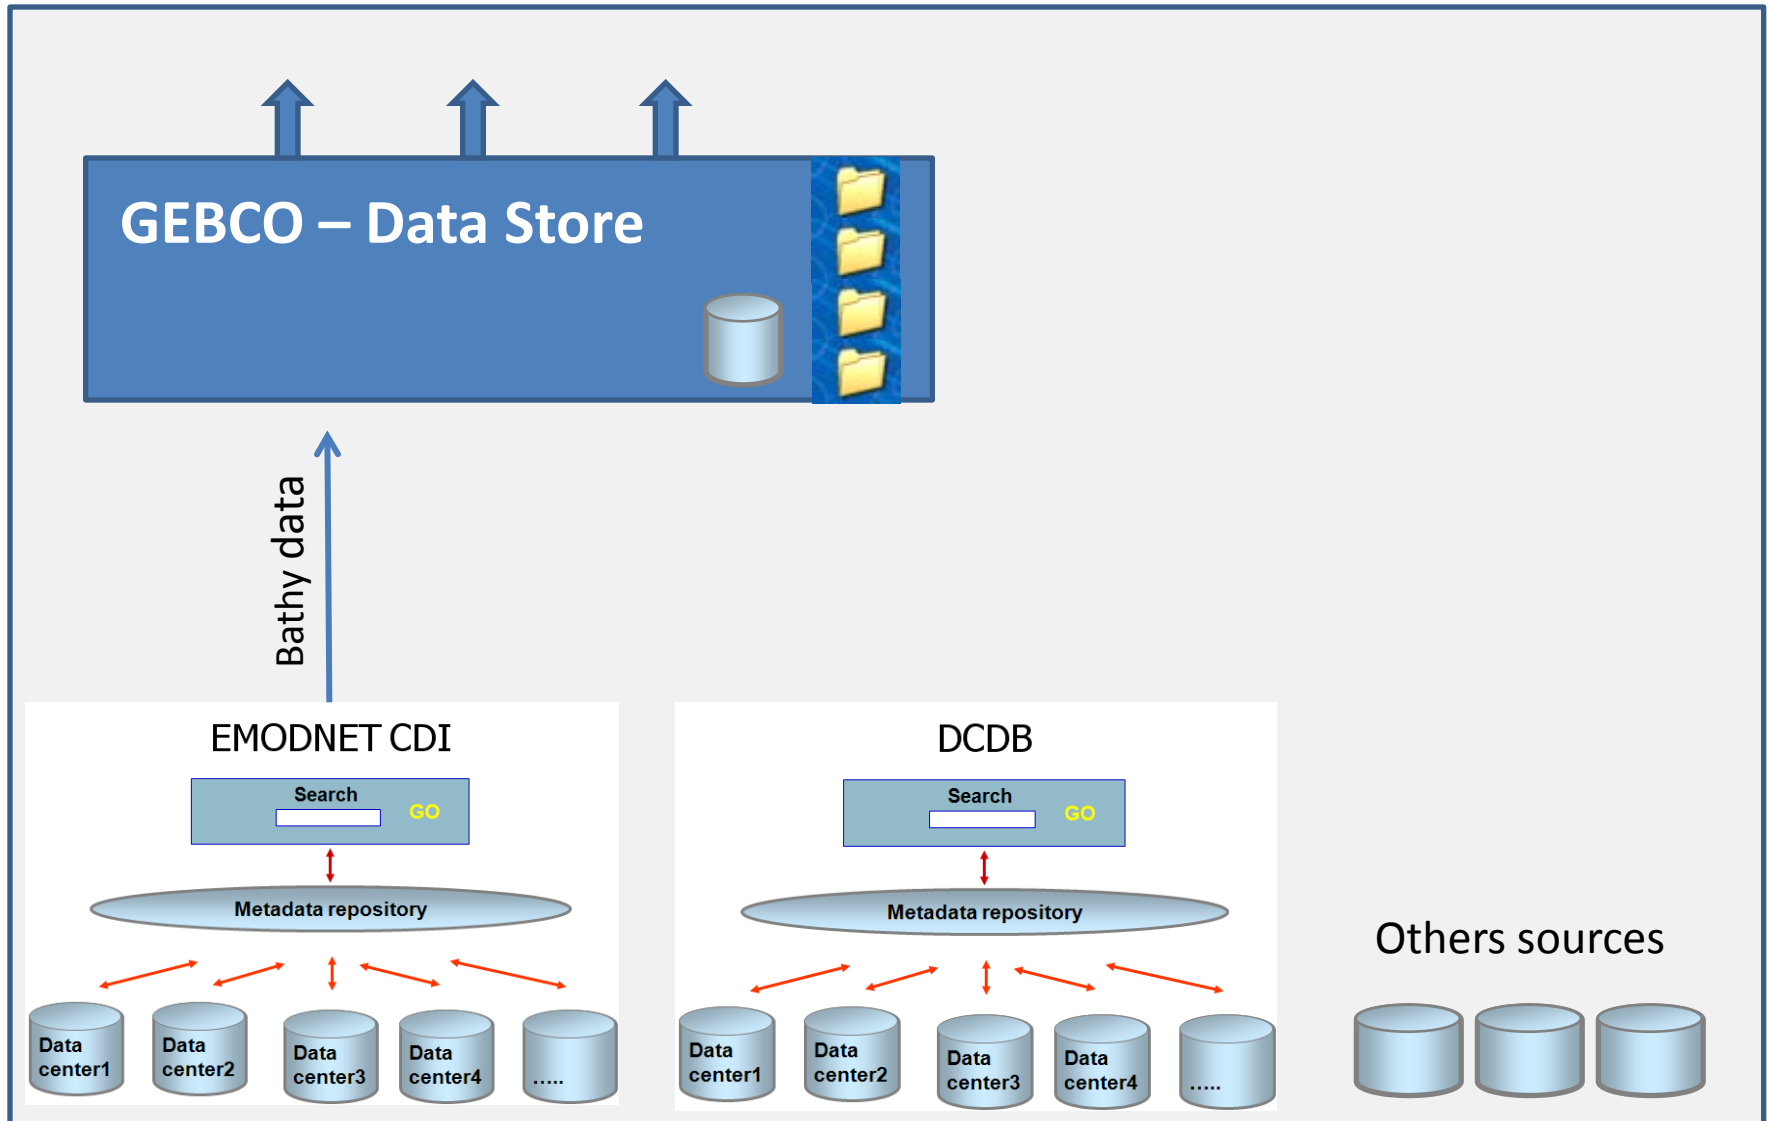 GEBCO – Data Store
Bathy data
EMODNET CDI
Search
GO
Metadata repository
Data
center1
Data
center2
Data
center3
Data
center4
.....
DCDB
Search
GO
Metadata repository
Data
center1
Data
center2
Data
center3
Data
center4
.....
Others sources